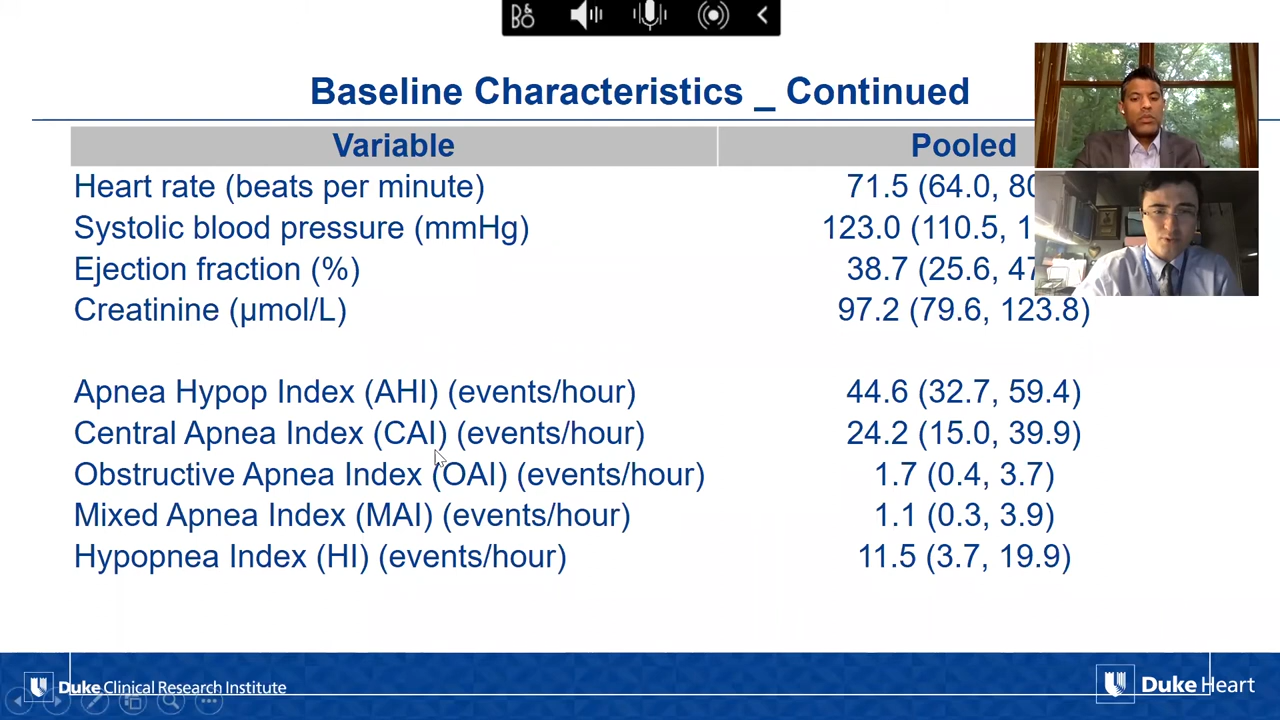 B&O
Baseline Characteristics _ Continued
Variable Pooled
Heart rate (beats per minute) 71.5 (64.0, 80
Systolic blood pressure (mmHg) 123.0 (110.5, 1
Ejection fraction (%) 38.7 (25.6, 47
Creatinine (µmol/L) 97.2 (79.6, 123.8)
Apnea Hypop Index (AHI) (events/hour) 44.6 (32.7, 59.4)
Central Apnea Index (CAI) (events/hour) 24.2 (15.0, 39.9)
Obstructive Apnea Index (OAI) (events/hour) 1.7 (0.4, 3.7)
Mixed Apnea Index (MAI) (events/hour) 1.1 (0.3, 3.9)
Hypopnea Index (HI) (events/hour) 11.5 (3.7, 19.9)
Duke Clinical Research Institute
Duke Heart